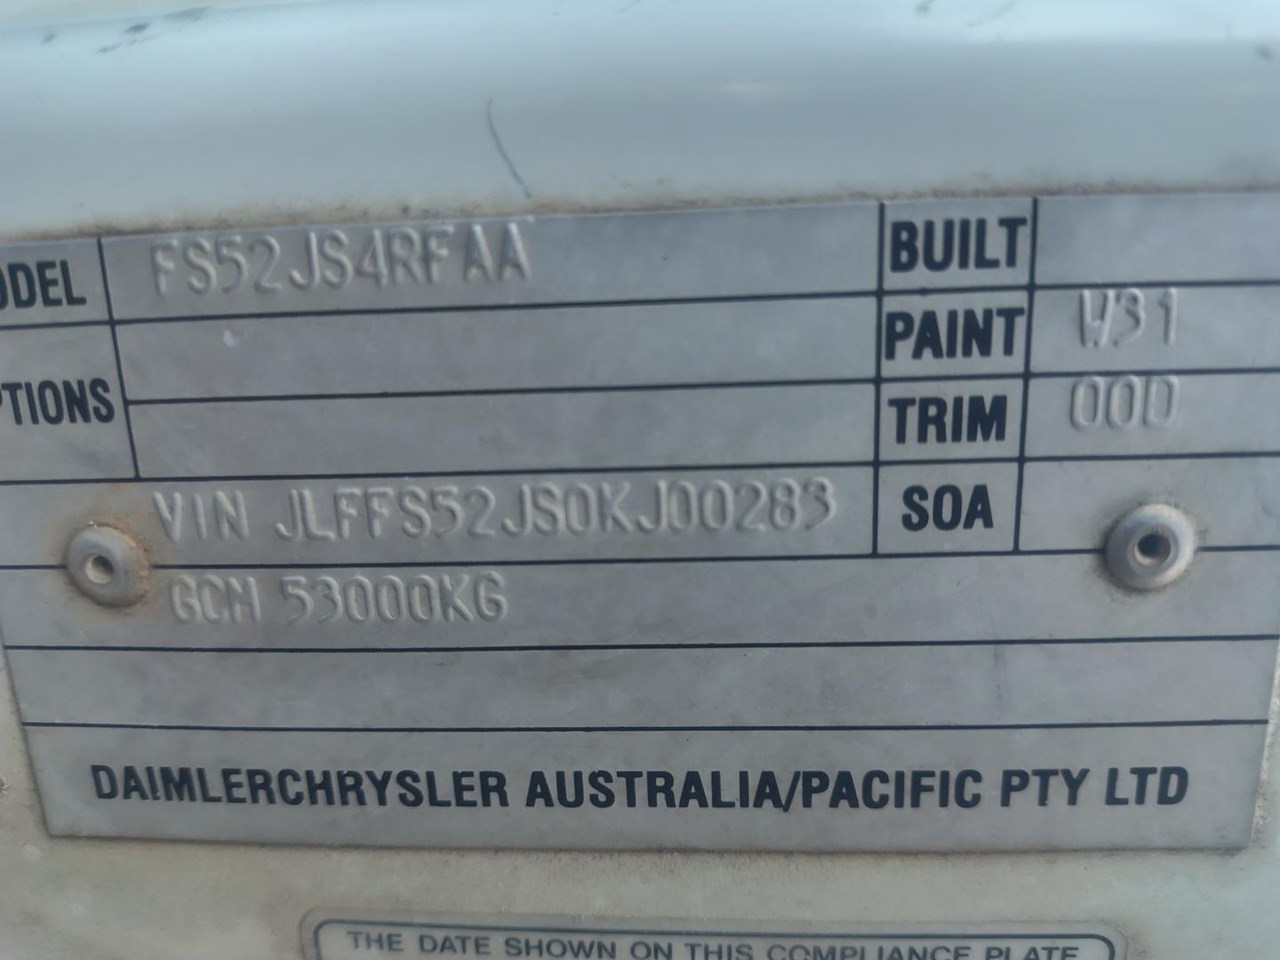 ODEL FS52JS4RFAA BUILT
PAINT W31
PTIONS TRIM 000
VIN JLFFS52JS0KJ00283 SOA
GCM 53000KG
DAIMLERCHRYSLER AUSTRALIA/PACIFIC PTY LTD
THE DATE SHOWN ON THIS COMPLIANCE PLATE